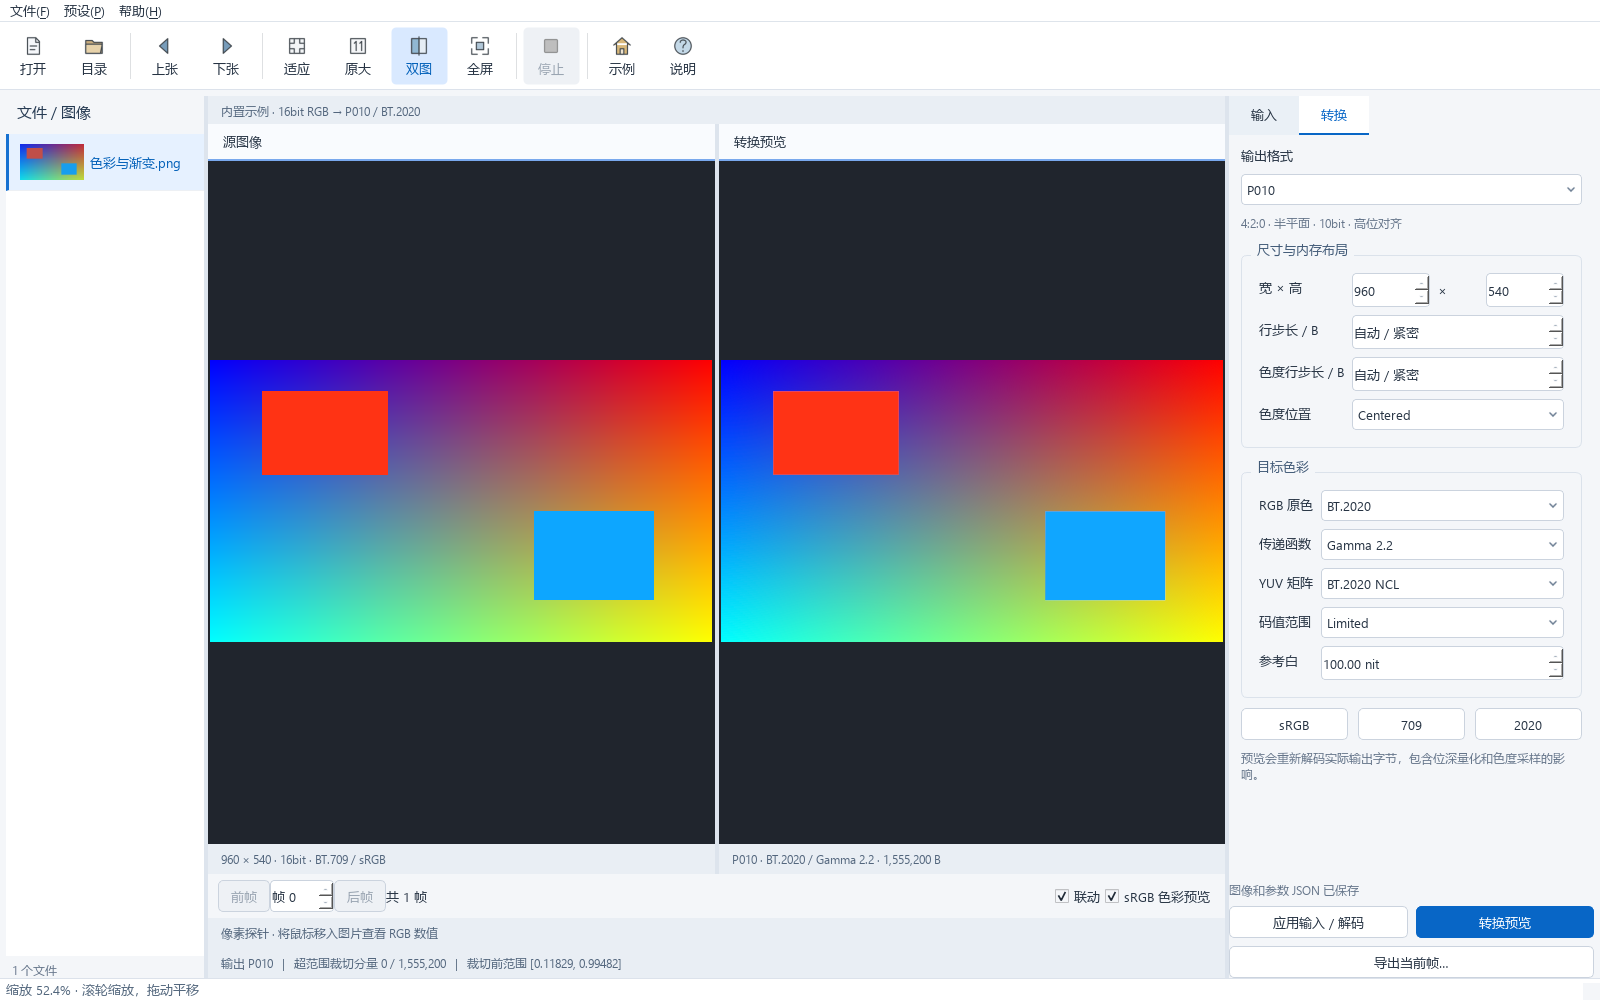 文件(F) 预设(P) 帮助(H)
打开 目录 上张 下张 适应 11 原大 双图 全屏 停止 示例 ? 说明
文件 / 图像
色彩与渐变.png
1 个文件
内置示例 · 16bit RGB → P010 / BT.2020
源图像
转换预览
960 × 540 · 16bit · BT.709 / sRGB
P010 · BT.2020 / Gamma 2.2 · 1,555,200 B
前帧 帧 0 后帧 共 1 帧
联动 sRGB 色彩预览
像素探针 · 将鼠标移入图片查看 RGB 数值
输出 P010 | 超范围裁切分量 0 / 1,555,200 | 裁切前范围 [0.11829, 0.99482]
输入 转换
输出格式
P010
4:2:0 · 半平面 · 10bit · 高位对齐
尺寸与内存布局
宽 × 高 960 × 540
行步长 / B 自动 / 紧密
色度行步长 / B 自动 / 紧密
色度位置 Centered
目标色彩
RGB 原色 BT.2020
传递函数 Gamma 2.2
YUV 矩阵 BT.2020 NCL
码值范围 Limited
参考白 100.00 nit
sRGB 709 2020
预览会重新解码实际输出字节，包含位深量化和色度采样的影
响。
图像和参数 JSON 已保存
应用输入 / 解码 转换预览
导出当前帧...
缩放 52.4% · 滚轮缩放，拖动平移